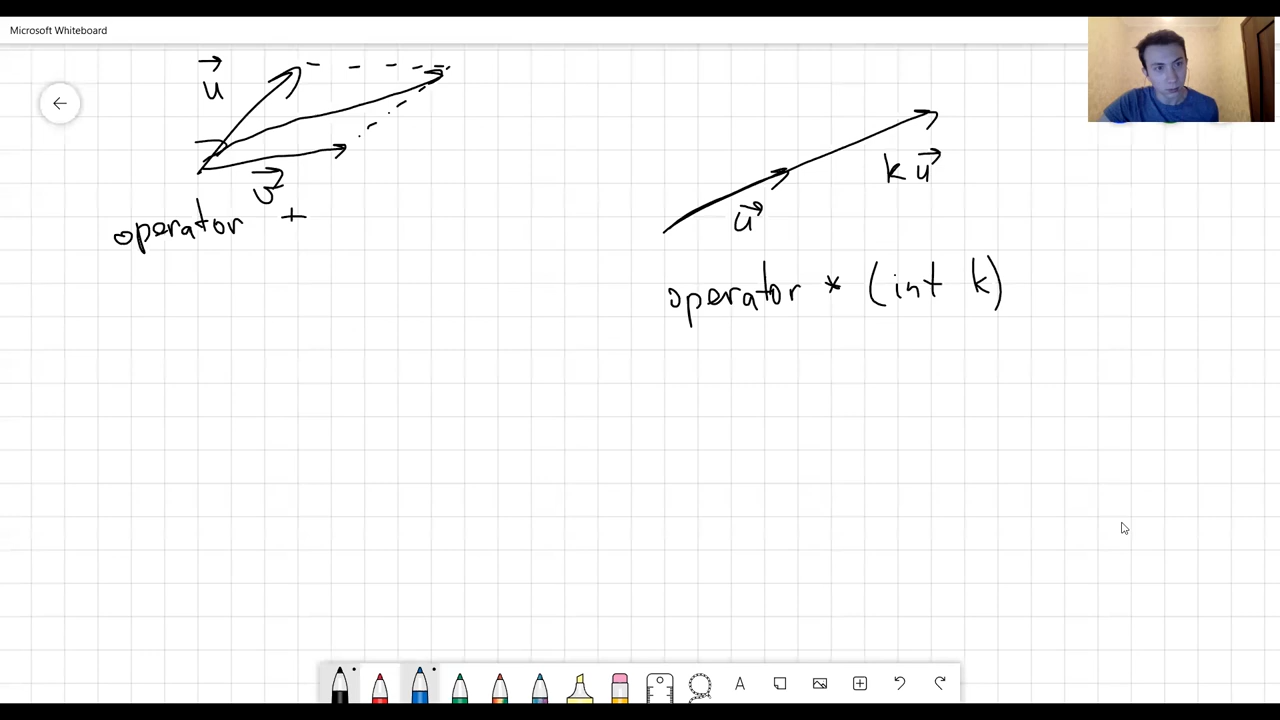 Microsoft Whiteboard
u
v
operator +
u
k u
operator * (int k)
A